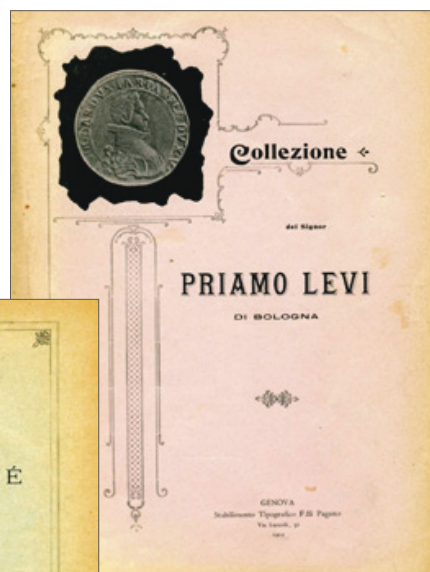 Collezione
del Signor
PRIAMO LEVI
DI BOLOGNA
É
GENOVA
Stabilimento Tipografico F.lli Pagano